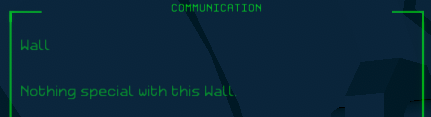 COMMUNICATION
Wall
Nothing special with this Wall.